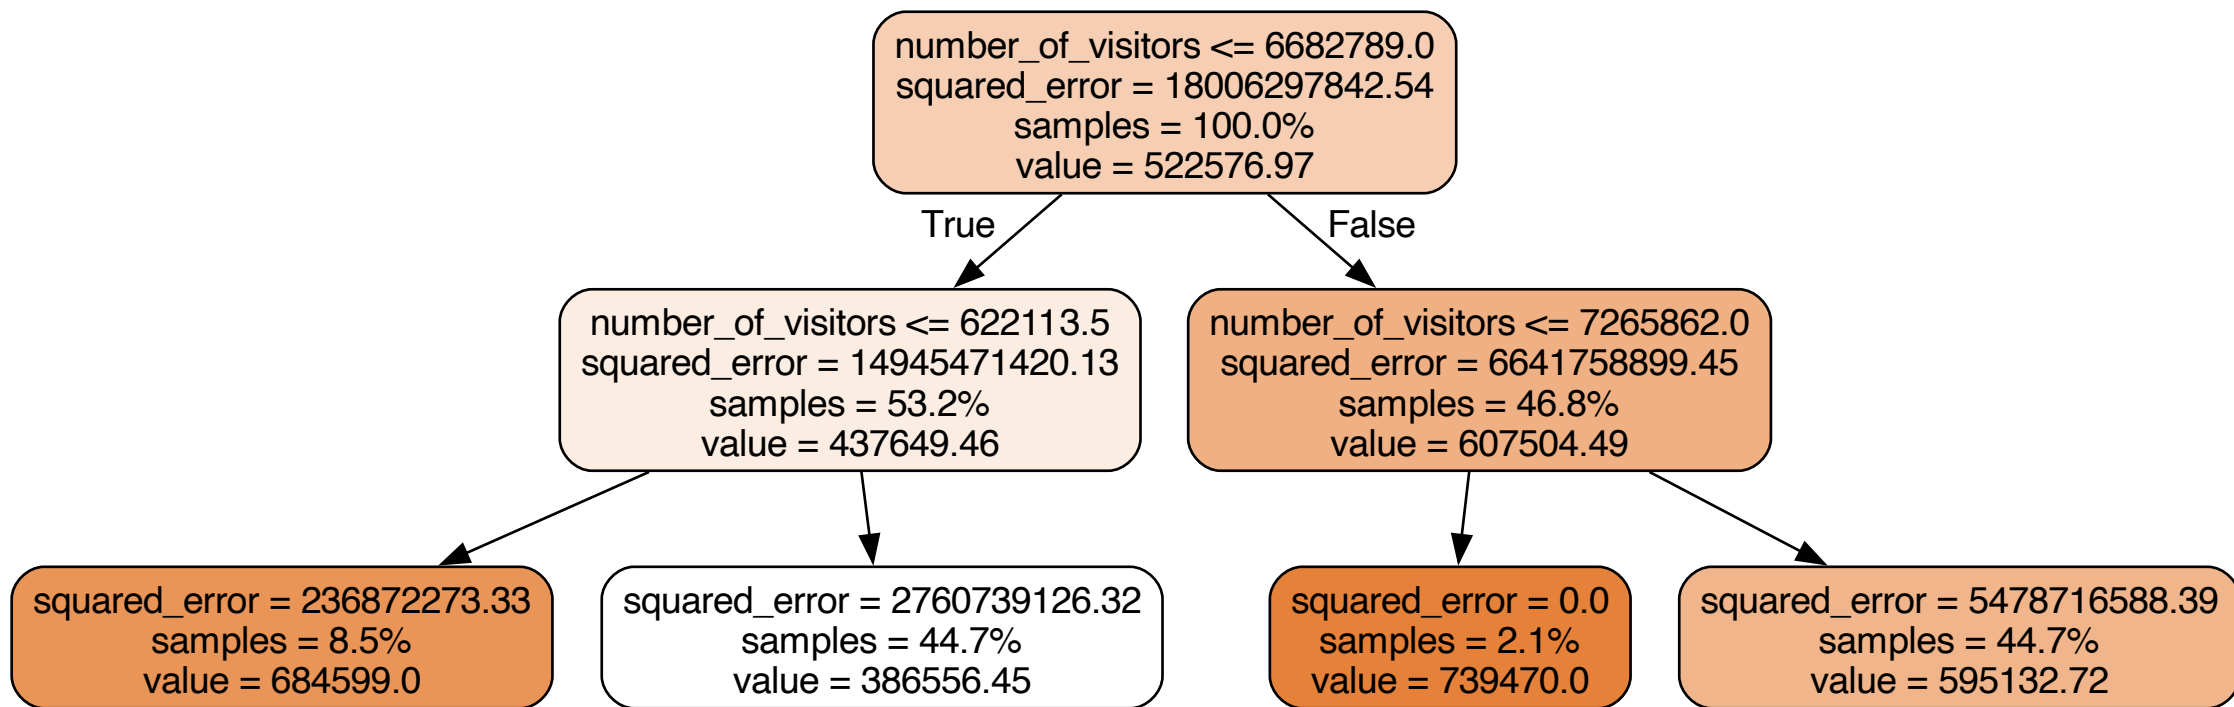 number_of_visitors <= 6682789.0
squared_error = 18006297842.54
samples = 100.0%
value = 522576.97
True
False
number_of_visitors <= 622113.5
squared_error = 14945471420.13
samples = 53.2%
value = 437649.46
number_of_visitors <= 7265862.0
squared_error = 6641758899.45
samples = 46.8%
value = 607504.49
squared_error = 236872273.33
samples = 8.5%
value = 684599.0
squared_error = 2760739126.32
samples = 44.7%
value = 386556.45
squared_error = 0.0
samples = 2.1%
value = 739470.0
squared_error = 5478716588.39
samples = 44.7%
value = 595132.72